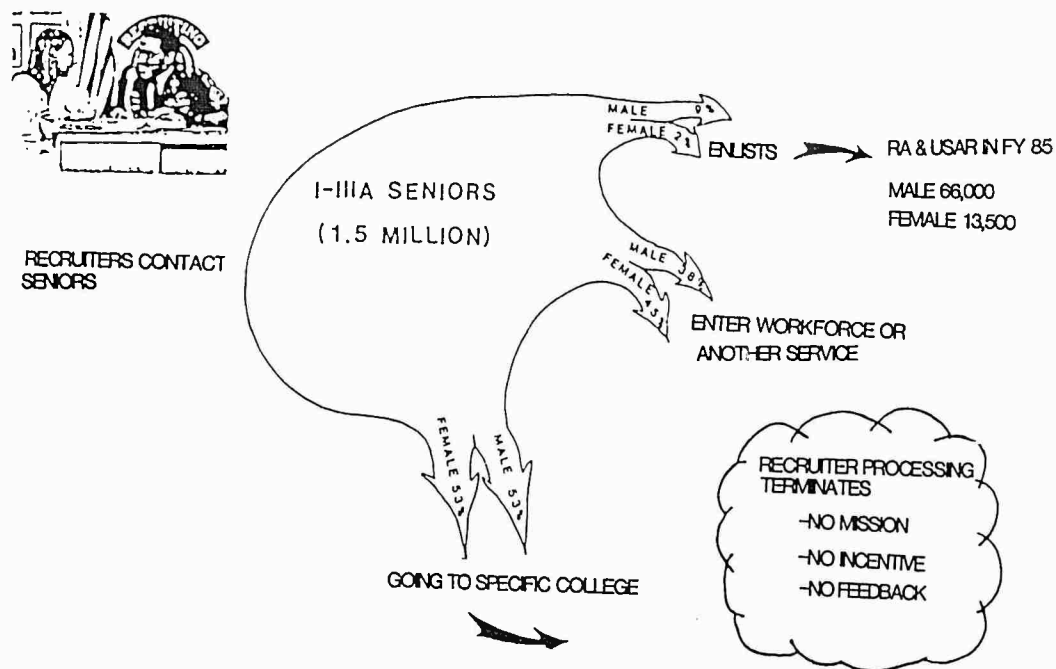 RECRUITING
RECRUITERS CONTACT
SENIORS
I-IIIA SENIORS
(1.5 MILLION)
MALE 9%
FEMALE 2%
ENLISTS
RA & USAR IN FY 85
MALE 66,000
FEMALE 13,500
MALE 38%
FEMALE 45%
ENTER WORKFORCE OR
ANOTHER SERVICE
FEMALE 53%
MALE 53%
GOING TO SPECIFIC COLLEGE
RECRUITER PROCESSING
TERMINATES
-NO MISSION
-NO INCENTIVE
-NO FEEDBACK